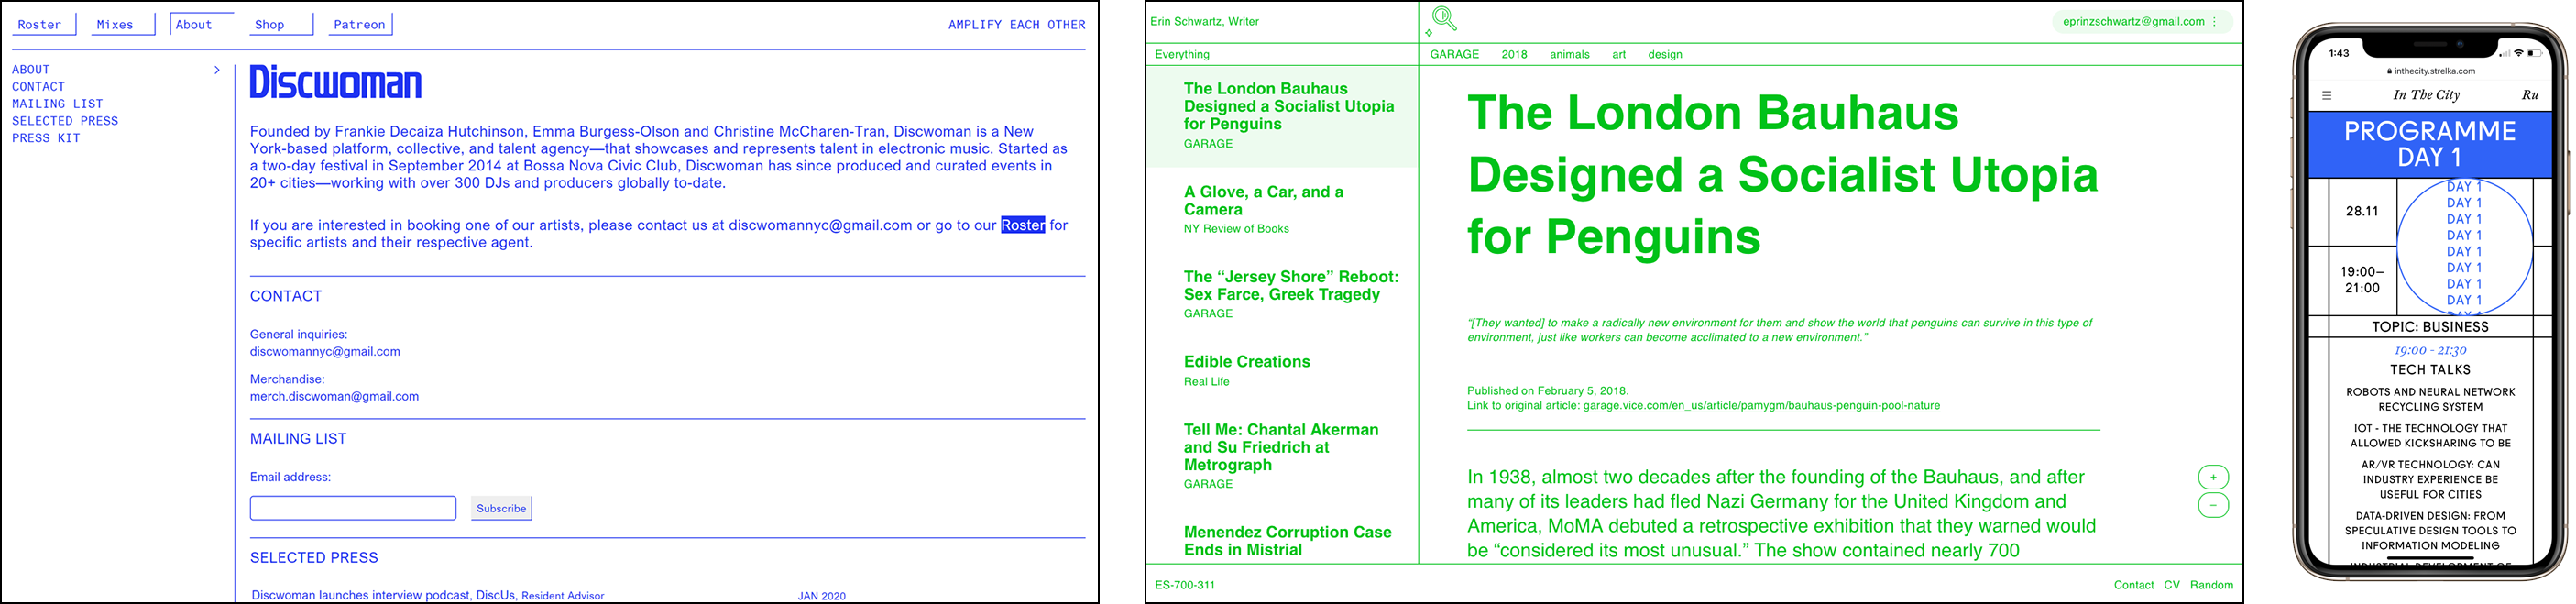 Roster
Mixes
About
Shop
Patreon
AMPLIFY EACH OTHER
ABOUT >
CONTACT
MAILING LIST
SELECTED PRESS
PRESS KIT
Discwoman
Founded by Frankie Decaiza Hutchinson, Emma Burgess-Olson and Christine McCharen-Tran, Discwoman is a New
York-based platform, collective, and talent agency—that showcases and represents talent in electronic music. Started as
a two-day festival in September 2014 at Bossa Nova Civic Club, Discwoman has since produced and curated events in
20+ cities—working with over 300 DJs and producers globally to-date.
If you are interested in booking one of our artists, please contact us at discwomannyc@gmail.com or go to our Roster for
specific artists and their respective agent.
CONTACT
General inquiries:
discwomannyc@gmail.com
Merchandise:
merch.discwoman@gmail.com
MAILING LIST
Email address:
Subscribe
SELECTED PRESS
Discwoman launches interview podcast, DiscUs, Resident Advisor
JAN 2020
Erin Schwartz, Writer
eprinzschwartz@gmail.com ⋮
Everything
GARAGE
2018
animals
art
design
The London Bauhaus
Designed a Socialist Utopia
for Penguins
GARAGE
A Glove, a Car, and a
Camera
NY Review of Books
The “Jersey Shore” Reboot:
Sex Farce, Greek Tragedy
GARAGE
Edible Creations
Real Life
Tell Me: Chantal Akerman
and Su Friedrich at
Metrograph
GARAGE
Menendez Corruption Case
Ends in Mistrial
The London Bauhaus
Designed a Socialist Utopia
for Penguins
“[They wanted] to make a radically new environment for them and show the world that penguins can survive in this type of
environment, just like workers can become acclimated to a new environment.”
Published on February 5, 2018.
Link to original article: garage.vice.com/en_us/article/pamygm/bauhaus-penguin-pool-nature
In 1938, almost two decades after the founding of the Bauhaus, and after
many of its leaders had fled Nazi Germany for the United Kingdom and
America, MoMA debuted a retrospective exhibition that they warned would
be “considered its most unusual.” The show contained nearly 700
+
−
ES-700-311
Contact
CV
Random
1:43
inthecity.strelka.com
In The City
Ru
PROGRAMME
DAY 1
28.11
19:00–
21:00
DAY 1
DAY 1
DAY 1
DAY 1
DAY 1
DAY 1
DAY 1
DAY 1
TOPIC: BUSINESS
19:00 - 21:30
TECH TALKS
ROBOTS AND NEURAL NETWORK
RECYCLING SYSTEM
IOT - THE TECHNOLOGY THAT
ALLOWED KICKSHARING TO BE
AR/VR TECHNOLOGY: CAN
INDUSTRY EXPERIENCE BE
USEFUL FOR CITIES
DATA-DRIVEN DESIGN: FROM
SPECULATIVE DESIGN TOOLS TO
INFORMATION MODELING